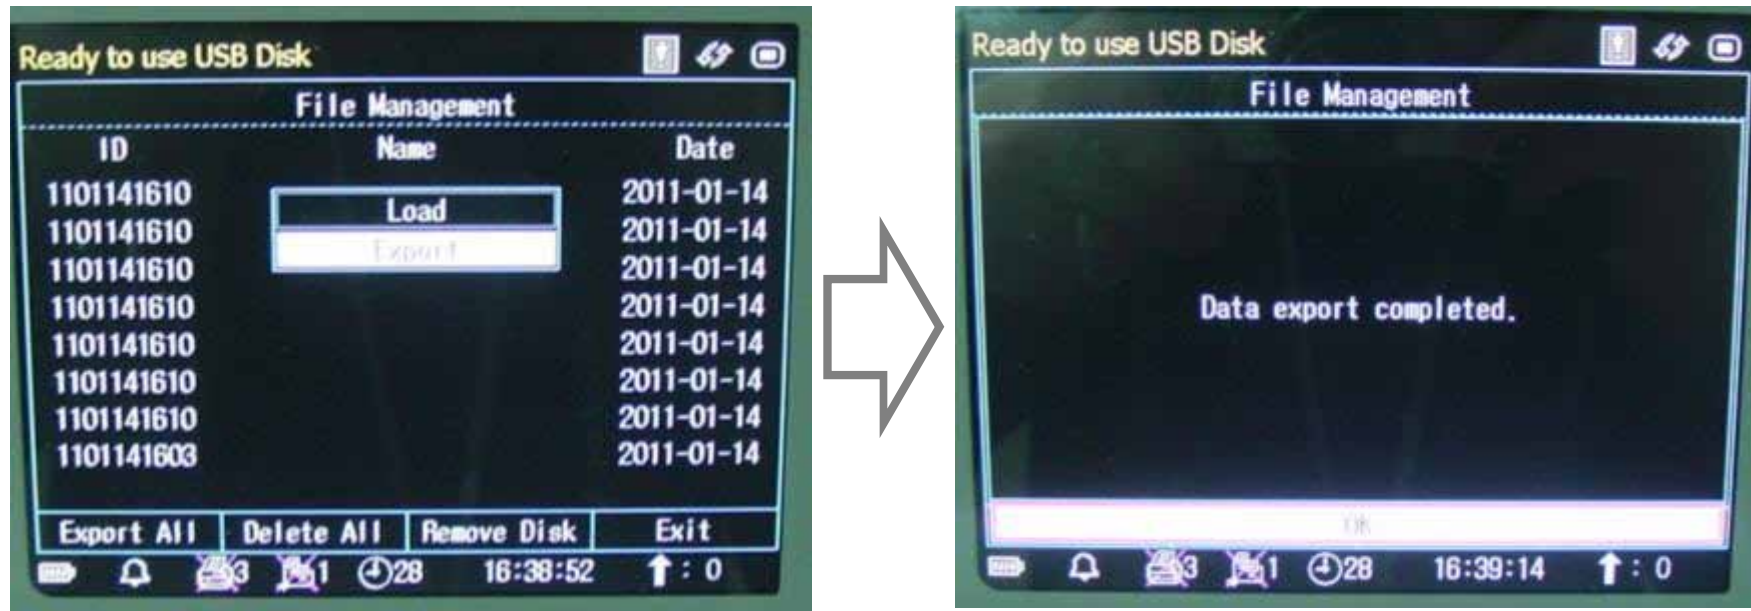 Ready to use USB Disk
File Management
ID Name Date
1101141610 2011-01-14
Load
1101141610 2011-01-14
Export
1101141610 2011-01-14
1101141610 2011-01-14
1101141610 2011-01-14
1101141610 2011-01-14
1101141610 2011-01-14
1101141603 2011-01-14
Export All Delete All Remove Disk Exit
3 1 28 16:38:52 : 0
Ready to use USB Disk
File Management
Data export completed.
OK
3 1 28 16:39:14 : 0